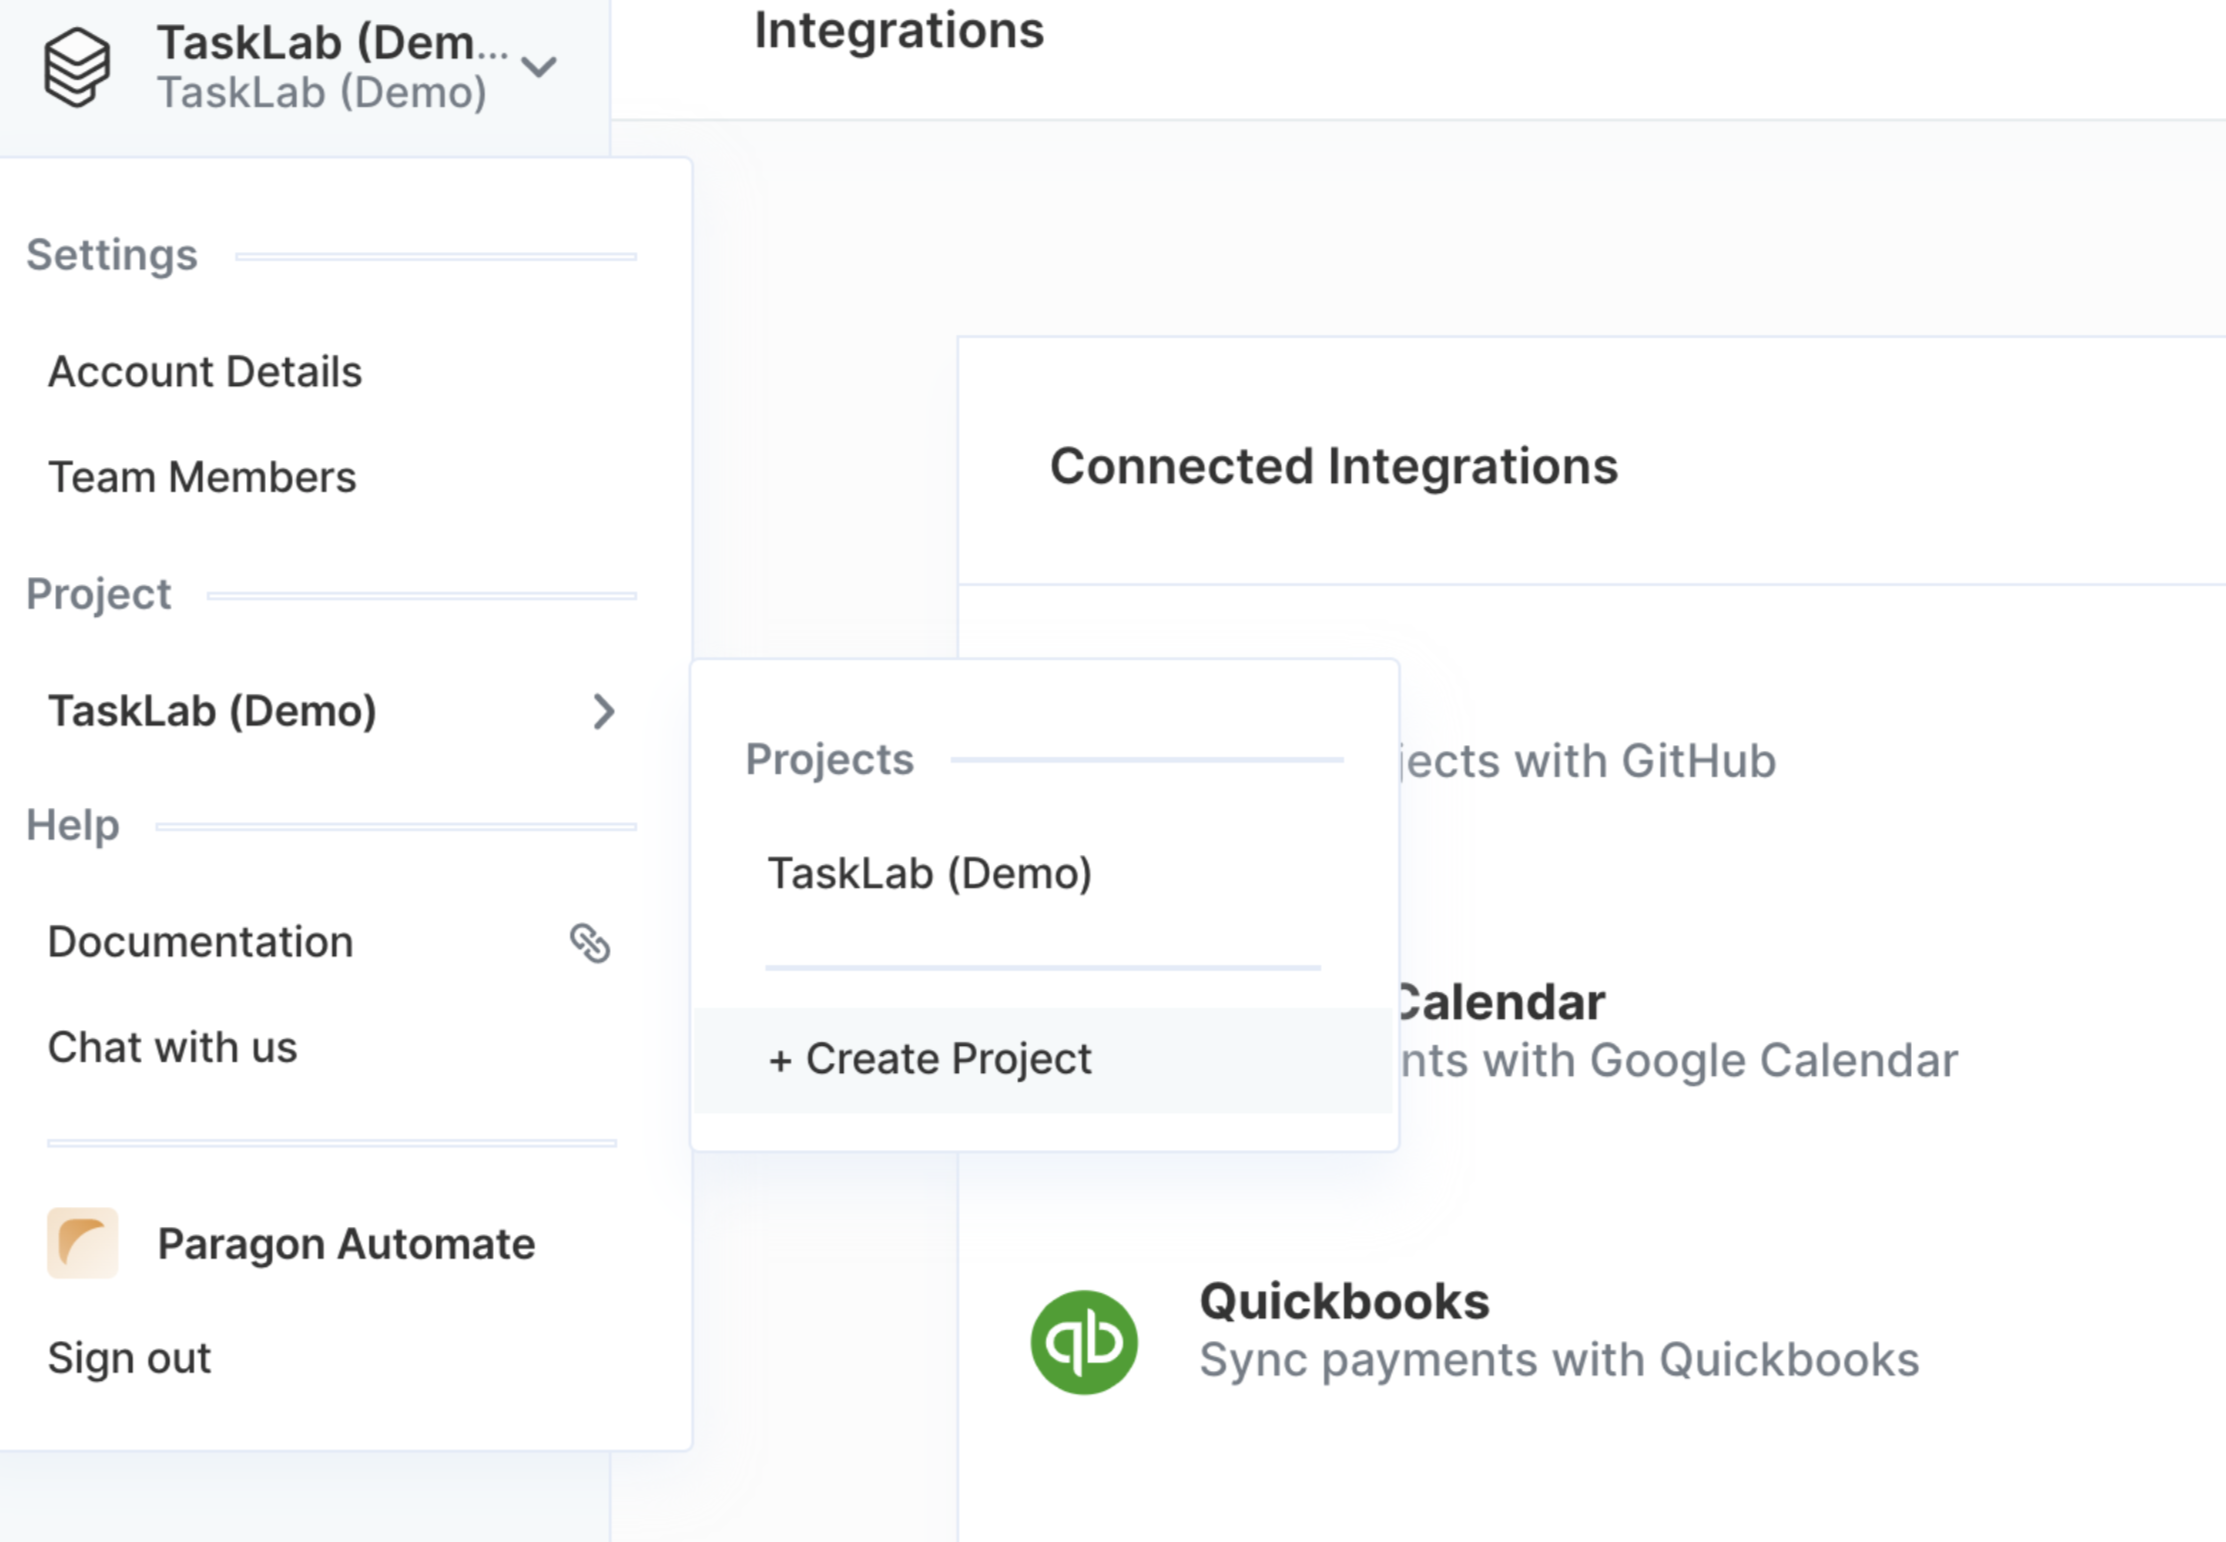 TaskLab (Dem...
TaskLab (Demo)
Integrations
Settings
Account Details
Team Members
Project
TaskLab (Demo)
Help
Documentation
Chat with us
Paragon Automate
Sign out
Projects
TaskLab (Demo)
+ Create Project
Connected Integrations
jects with GitHub
Calendar
nts with Google Calendar
Quickbooks
Sync payments with Quickbooks